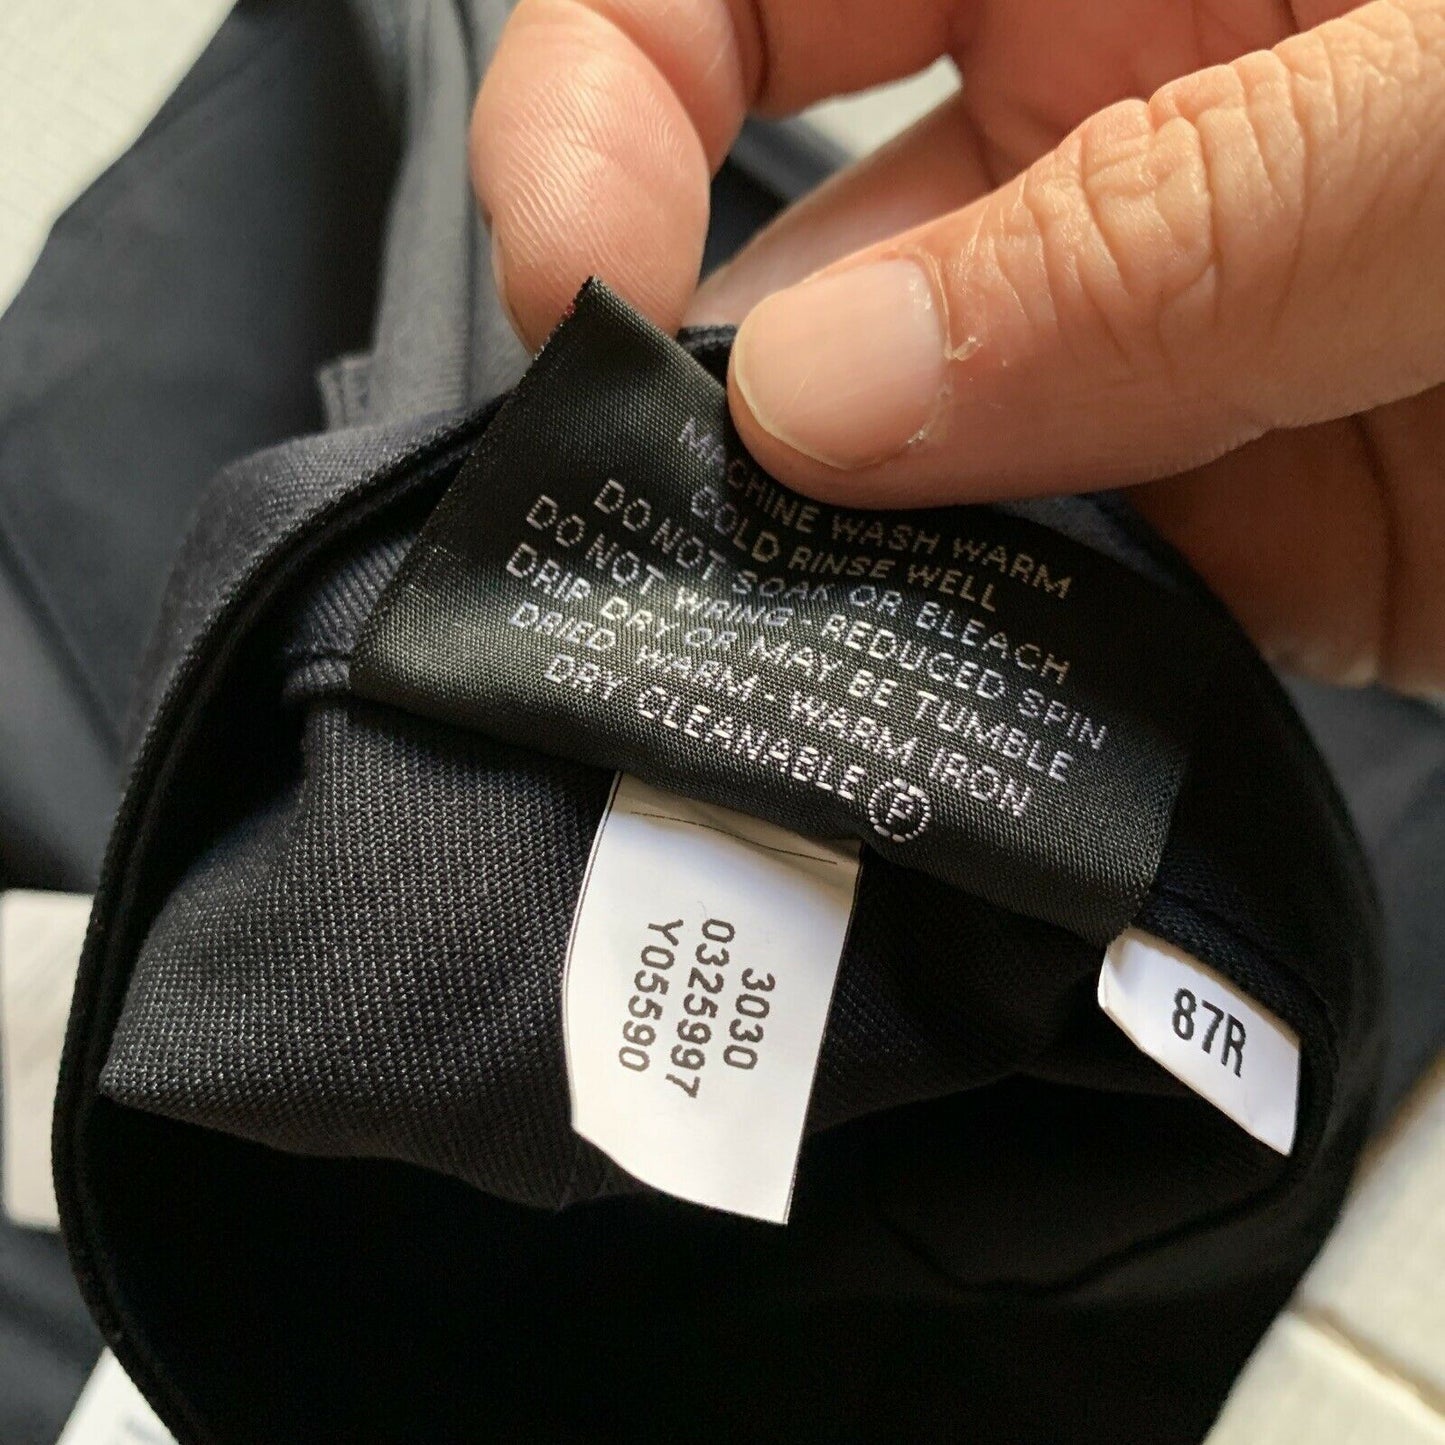 MACHINE WASH WARM
COLD RINSE WELL
DO NOT SOAK OR BLEACH
DO NOT WRING - REDUCED SPIN
DRIP DRY OR MAY BE TUMBLE
DRIED WARM - WARM IRON
DRY CLEANABLE Ⓟ
3030
0325997
Y05590
87R